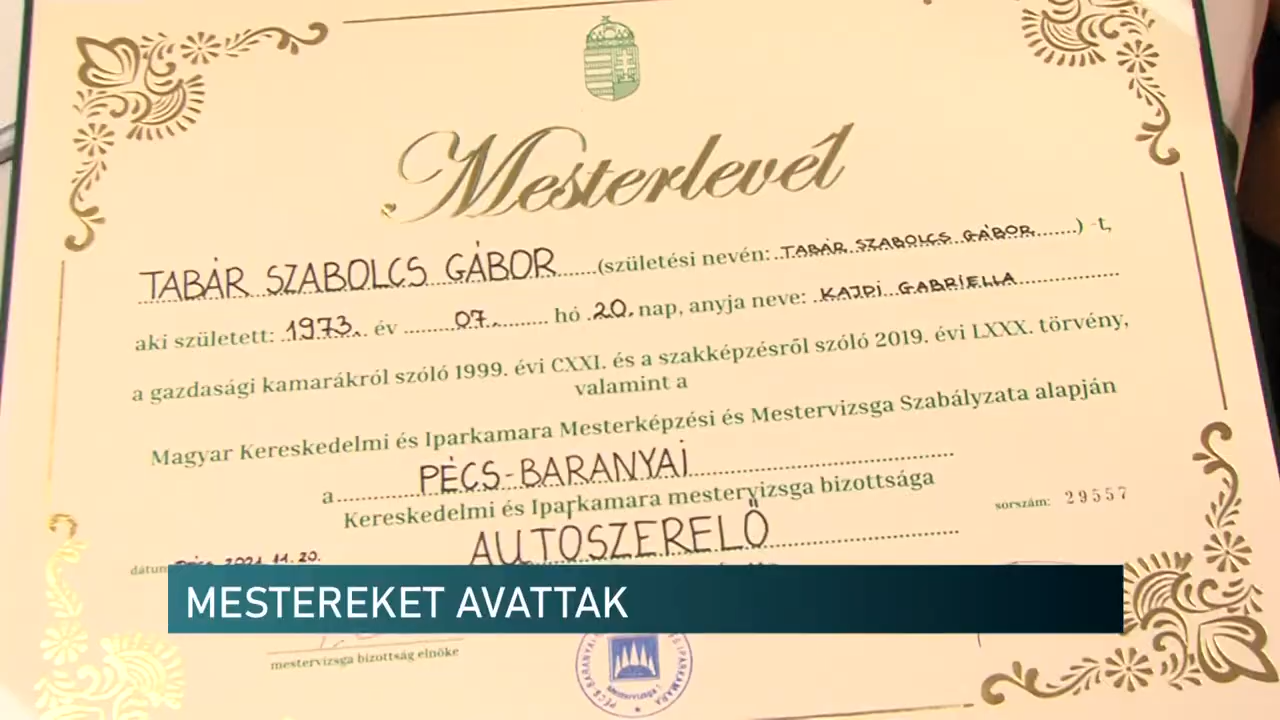 Mesterlevél
TABÁR SZABOLCS GÁBOR (születési nevén: TABÁR SZABOLCS GÁBOR) -t,
aki született: 1973. év 07. hó 20. nap, anyja neve: KAJDI GABRIELLA
a gazdasági kamarákról szóló 1999. évi CXXI. és a szakképzésről szóló 2019. évi LXXX. törvény,
valamint a
Magyar Kereskedelmi és Iparkamara Mesterképzési és Mestervizsga Szabályzata alapján
a PÉCS-BARANYAI
Kereskedelmi és Iparkamara mestervizsga bizottsága
sorszám: 29557
AUTÓSZERELŐ
MESTEREKET AVATTAK
mestervizsga bizottság elnöke